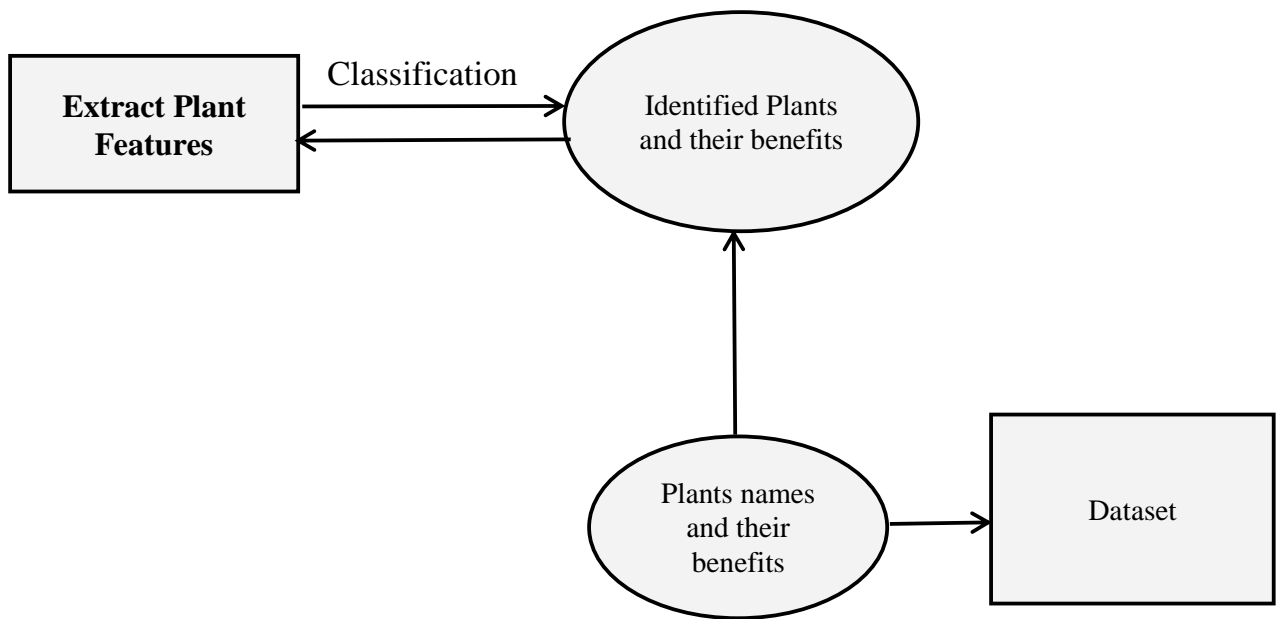 Classification
Extract Plant
Features
Identified Plants
and their benefits
Plants names
and their
benefits
Dataset